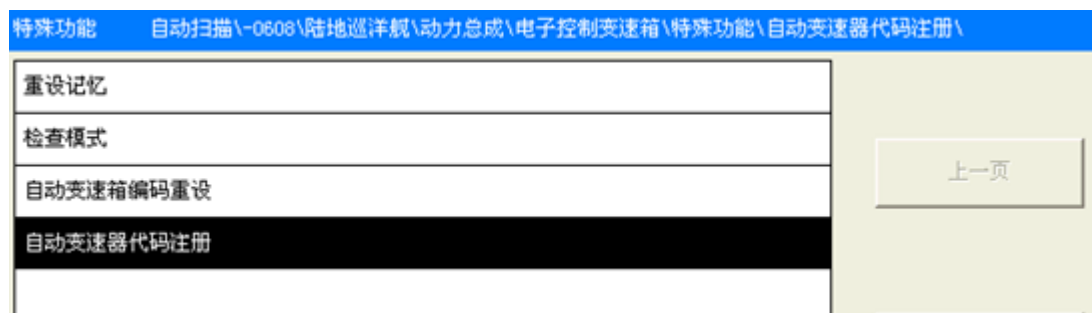 特殊功能 自动扫描\-0608\陆地巡洋舰\动力总成\电子控制变速箱\特殊功能\自动变速器代码注册\
重设记忆
检查模式
上一页
自动变速箱编码重设
自动变速器代码注册